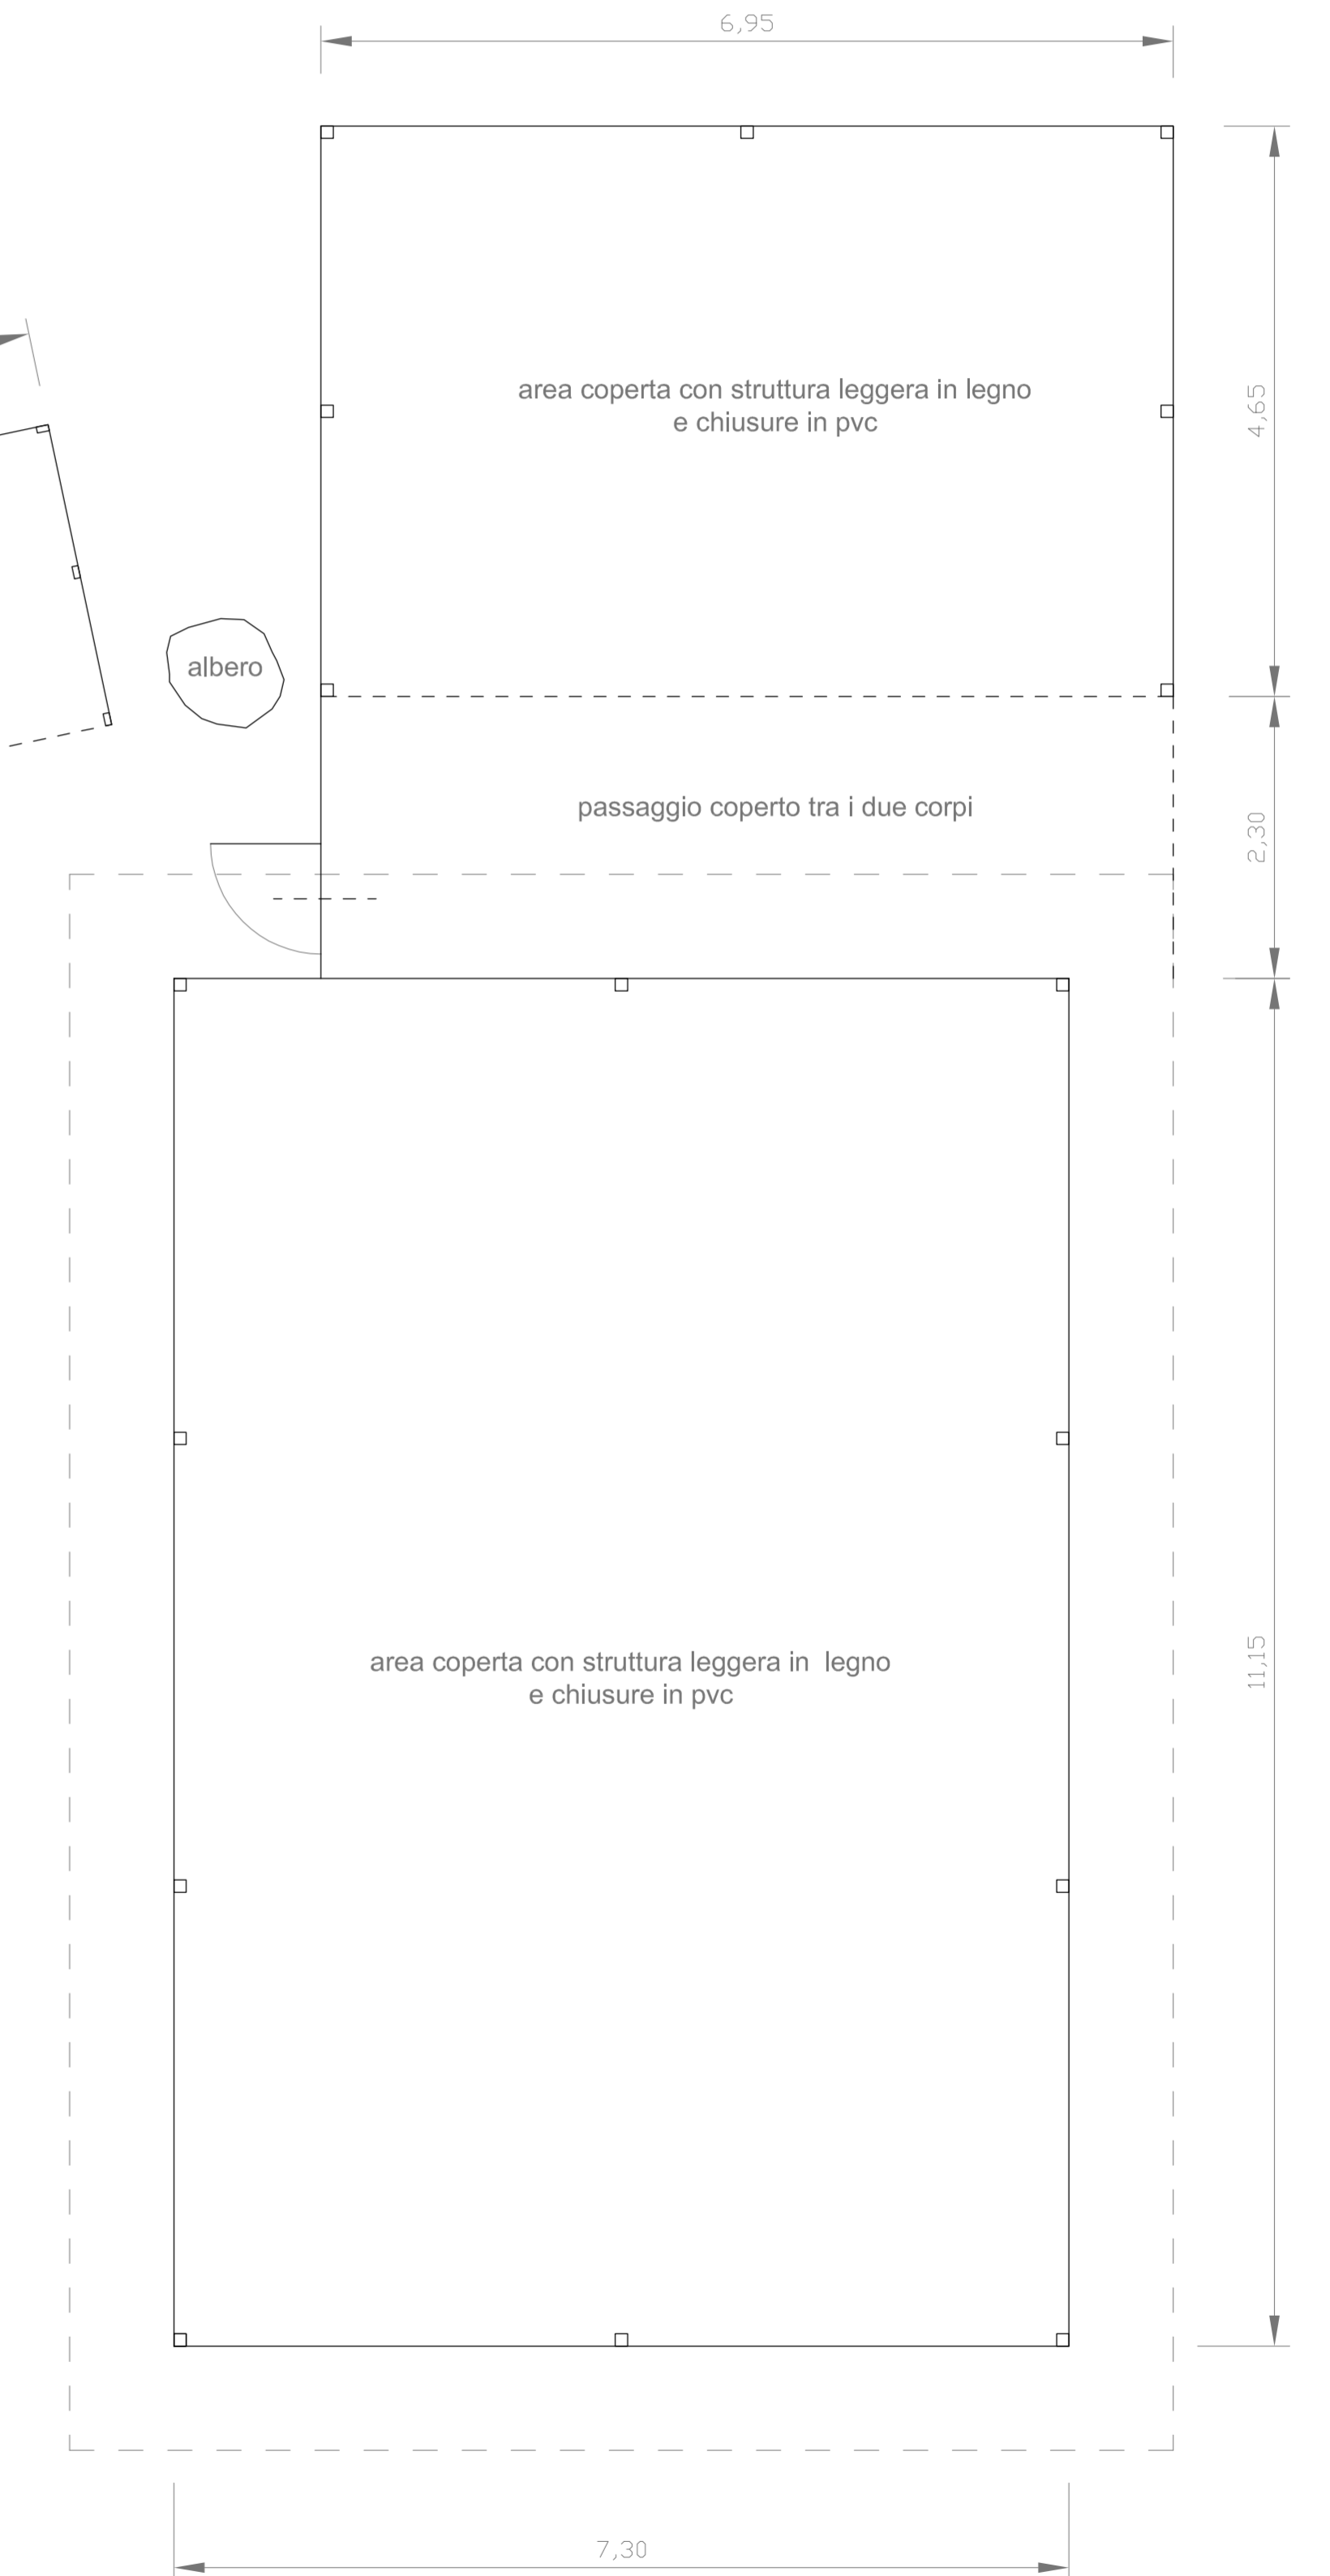 6,95
area coperta con struttura leggera in legno
e chiusure in pvc
4,65
albero
passaggio coperto tra i due corpi
2,30
area coperta con struttura leggera in  legno
e chiusure in pvc
11,15
7,30